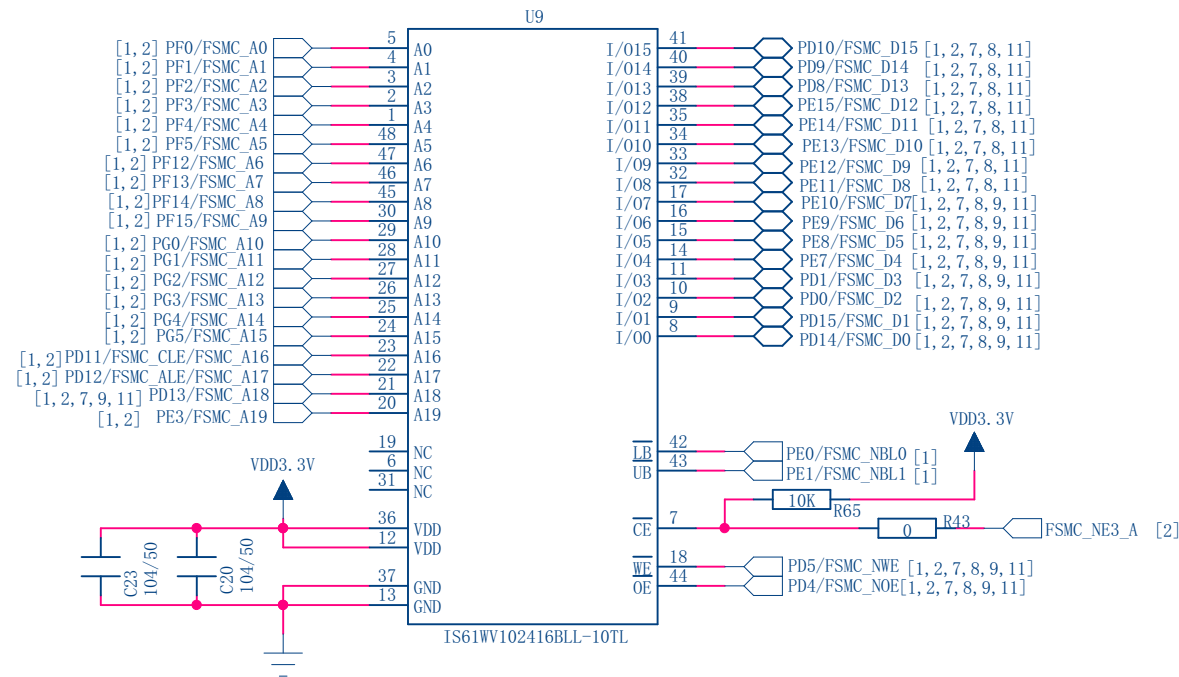 U9
[1,2] PF0/FSMC_A0 5 A0 I/O15 41 PD10/FSMC_D15 [1,2,7,8,11]
[1,2] PF1/FSMC_A1 4 A1 I/O14 40 PD9/FSMC_D14 [1,2,7,8,11]
[1,2] PF2/FSMC_A2 3 A2 I/O13 39 PD8/FSMC_D13 [1,2,7,8,11]
[1,2] PF3/FSMC_A3 2 A3 I/O12 38 PE15/FSMC_D12 [1,2,7,8,11]
[1,2] PF4/FSMC_A4 1 A4 I/O11 35 PE14/FSMC_D11 [1,2,7,8,11]
[1,2] PF5/FSMC_A5 48 A5 I/O10 34 PE13/FSMC_D10 [1,2,7,8,11]
[1,2] PF12/FSMC_A6 47 A6 I/O9 33 PE12/FSMC_D9 [1,2,7,8,11]
[1,2] PF13/FSMC_A7 46 A7 I/O8 32 PE11/FSMC_D8 [1,2,7,8,11]
[1,2] PF14/FSMC_A8 45 A8 I/O7 17 PE10/FSMC_D7 [1,2,7,8,9,11]
[1,2] PF15/FSMC_A9 30 A9 I/O6 16 PE9/FSMC_D6 [1,2,7,8,9,11]
[1,2] PG0/FSMC_A10 29 A10 I/O5 15 PE8/FSMC_D5 [1,2,7,8,9,11]
[1,2] PG1/FSMC_A11 28 A11 I/O4 14 PE7/FSMC_D4 [1,2,7,8,9,11]
[1,2] PG2/FSMC_A12 27 A12 I/O3 11 PD1/FSMC_D3 [1,2,7,8,9,11]
[1,2] PG3/FSMC_A13 26 A13 I/O2 10 PD0/FSMC_D2 [1,2,7,8,9,11]
[1,2] PG4/FSMC_A14 25 A14 I/O1 9 PD15/FSMC_D1 [1,2,7,8,9,11]
[1,2] PG5/FSMC_A15 24 A15 I/O0 8 PD14/FSMC_D0 [1,2,7,8,9,11]
[1,2] PD11/FSMC_CLE/FSMC_A16 23 A16
[1,2] PD12/FSMC_ALE/FSMC_A17 22 A17
[1,2,7,9,11] PD13/FSMC_A18 21 A18
[1,2] PE3/FSMC_A19 20 A19
VDD3.3V
19 NC LB 42 PE0/FSMC_NBL0 [1]
6 NC UB 43 PE1/FSMC_NBL1 [1]
VDD3.3V
31 NC
10K R65
36 VDD CE 7 0 R43 FSMC_NE3_A [2]
12 VDD
C23 104/50
C20 104/50
WE 18 PD5/FSMC_NWE [1,2,7,8,9,11]
37 GND OE 44 PD4/FSMC_NOE [1,2,7,8,9,11]
13 GND
IS61WV102416BLL-10TL